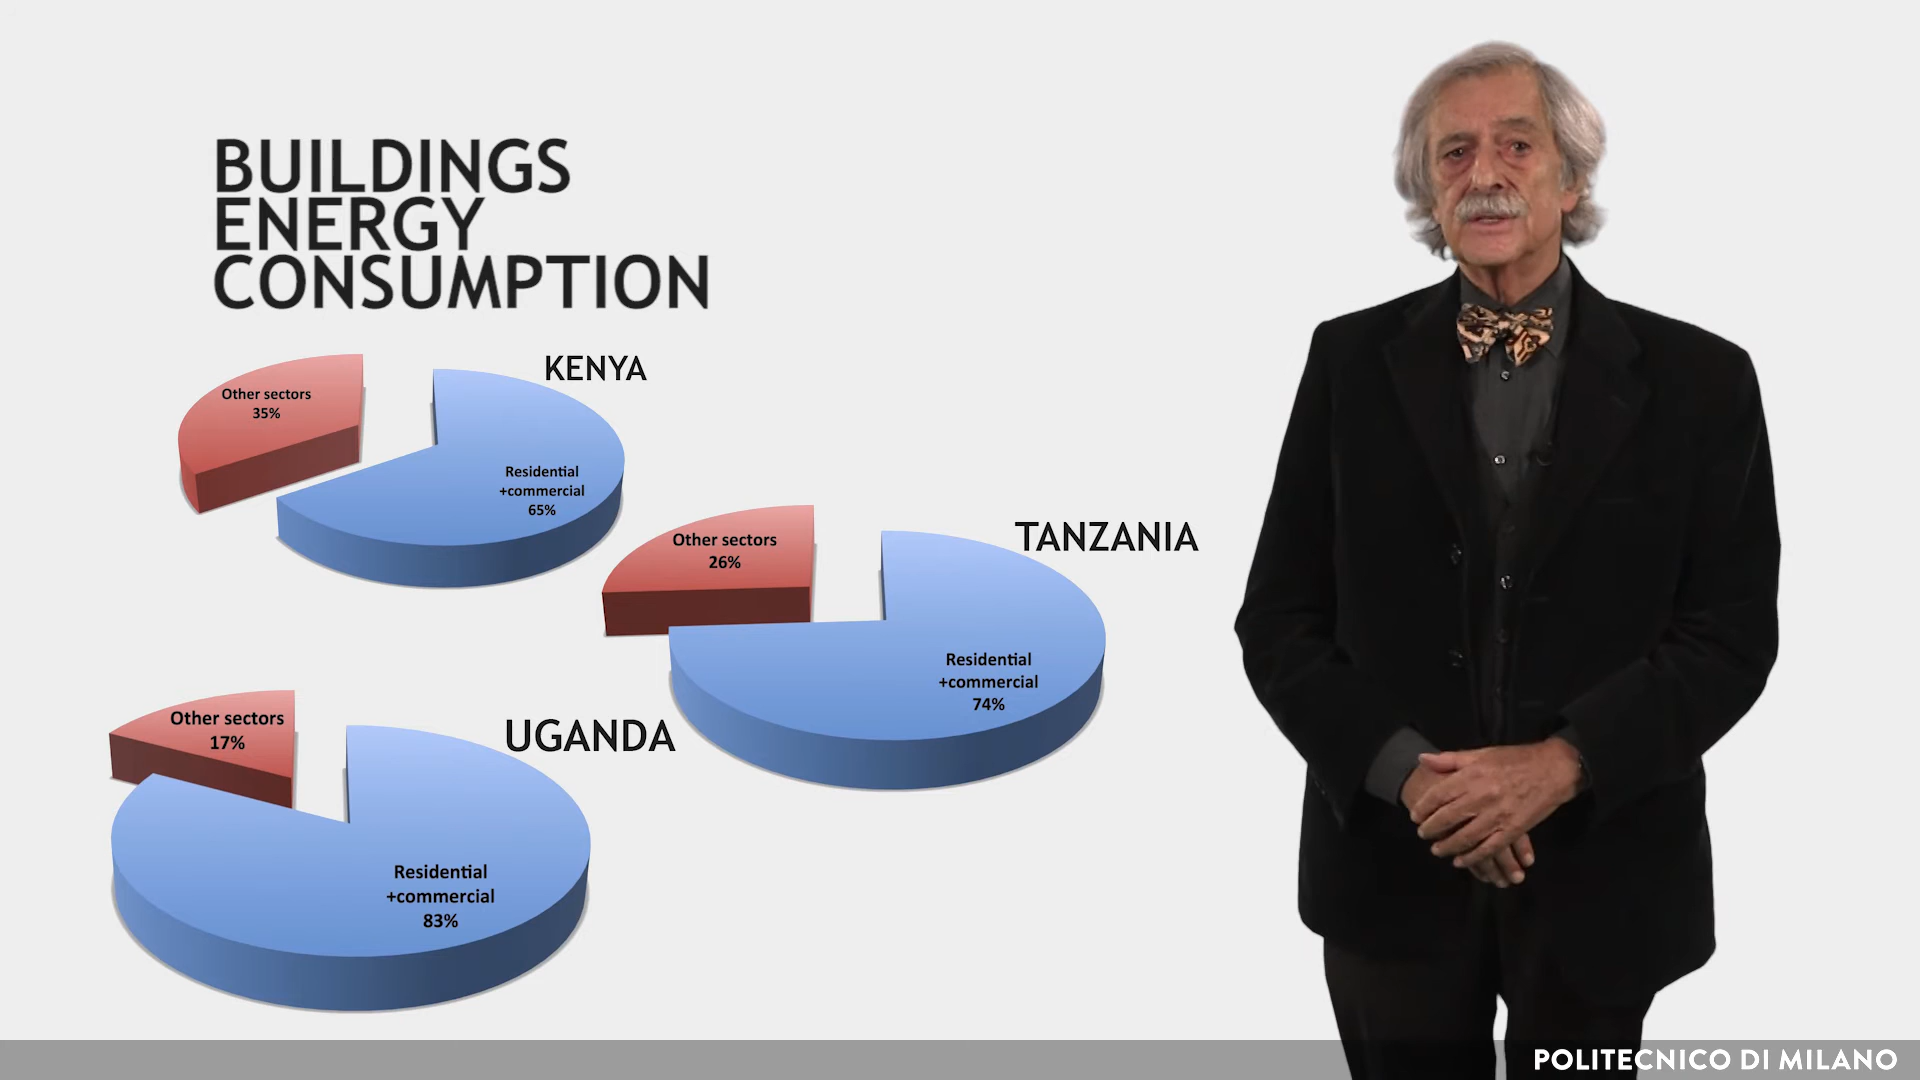 BUILDINGS
ENERGY
CONSUMPTION
KENYA
Other sectors
35%
Residential
+commercial
65%
TANZANIA
Other sectors
26%
Residential
+commercial
74%
UGANDA
Other sectors
17%
Residential
+commercial
83%
POLITECNICO DI MILANO